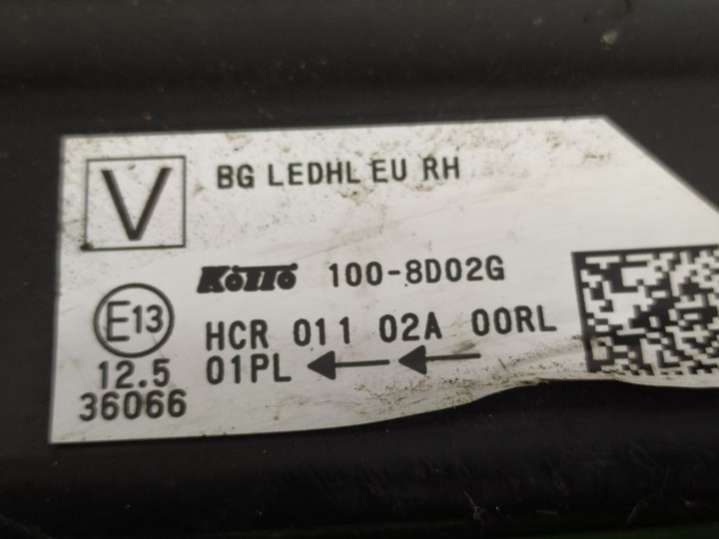 V
BG LEDHL EU RH
KOITO 100-8D02G
E13
HCR 011 02A 00RL
12.5
01PL
36066